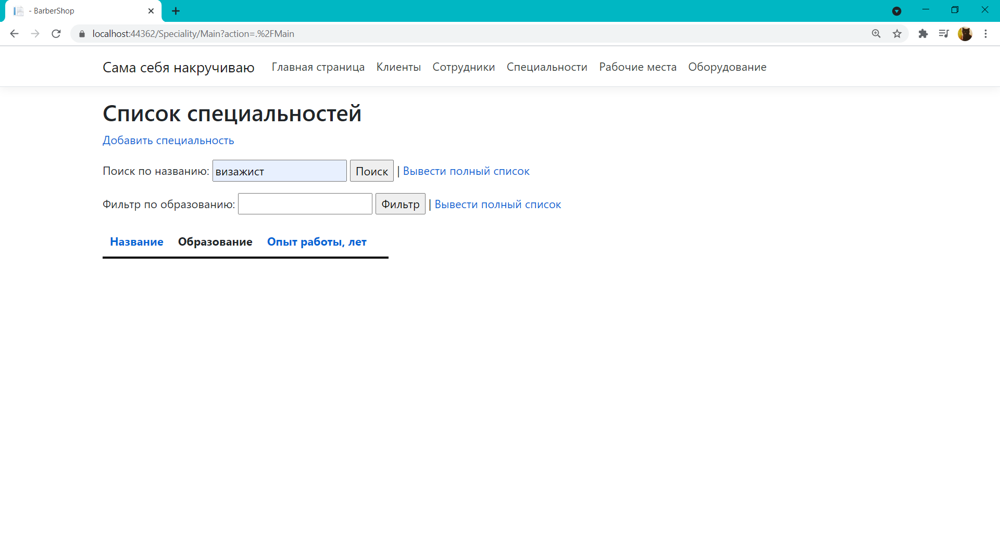 - BarberShop
localhost:44362/Speciality/Main?action=.%2FMain
Сама себя накручиваю Главная страница Клиенты Сотрудники Специальности Рабочие места Оборудование
Список специальностей
Добавить специальность
Поиск по названию: визажист Поиск | Вывести полный список
Фильтр по образованию: Фильтр | Вывести полный список
Название Образование Опыт работы, лет